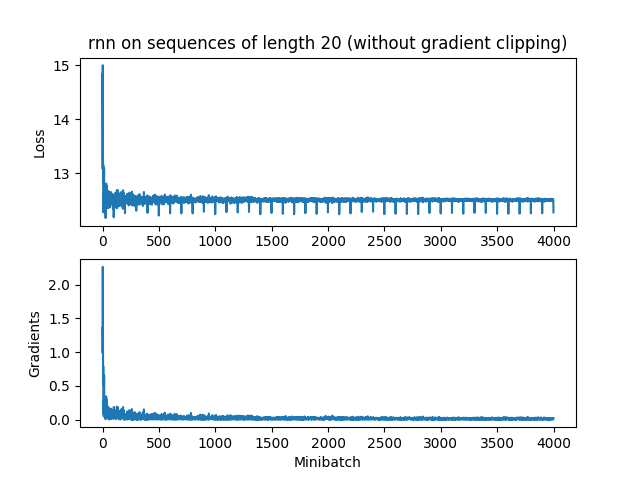 rnn on sequences of length 20 (without gradient clipping)
15
14
13
Loss
0 500 1000 1500 2000 2500 3000 3500 4000
2.0
1.5
1.0
0.5
0.0
Gradients
0 500 1000 1500 2000 2500 3000 3500 4000
Minibatch